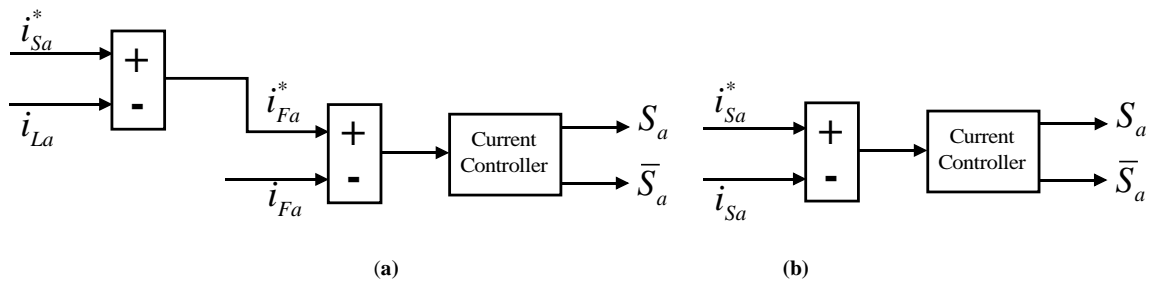 i*Sa
+
-
iLa
i*Fa
+
-
iFa
Current
Controller
Sa
S̅a
(a)
i*Sa
+
-
iSa
Current
Controller
Sa
S̅a
(b)